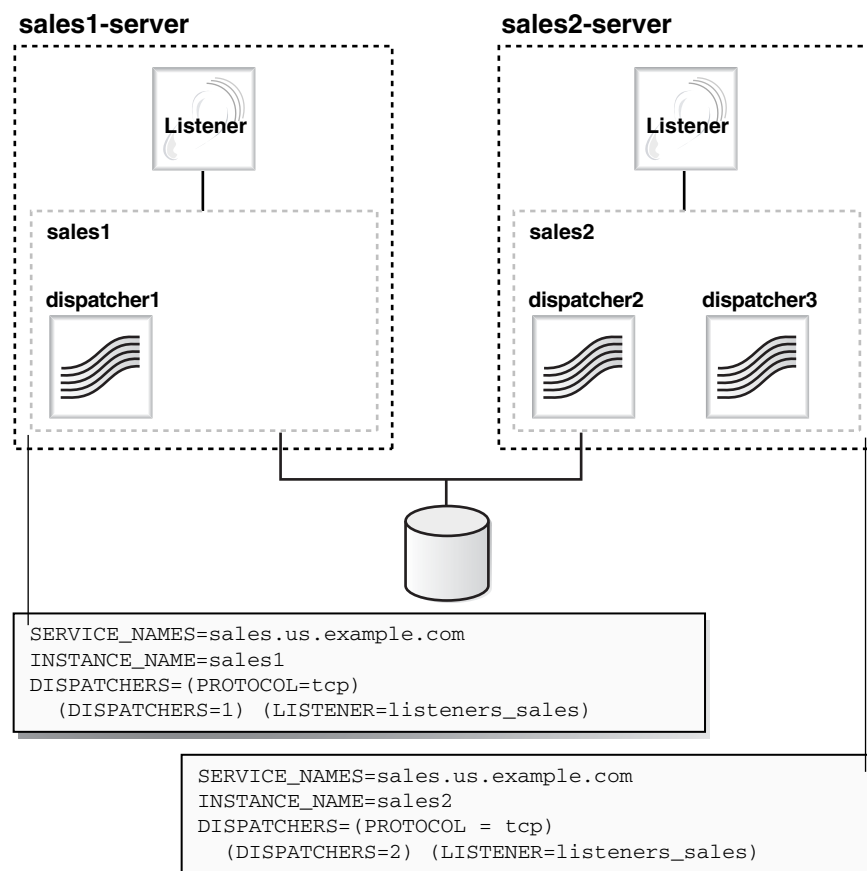 sales1-server
sales2-server
Listener
Listener
sales1
sales2
dispatcher1
dispatcher2
dispatcher3
SERVICE_NAMES=sales.us.example.com
INSTANCE_NAME=sales1
DISPATCHERS=(PROTOCOL=tcp)
(DISPATCHERS=1) (LISTENER=listeners_sales)
SERVICE_NAMES=sales.us.example.com
INSTANCE_NAME=sales2
DISPATCHERS=(PROTOCOL = tcp)
(DISPATCHERS=2) (LISTENER=listeners_sales)